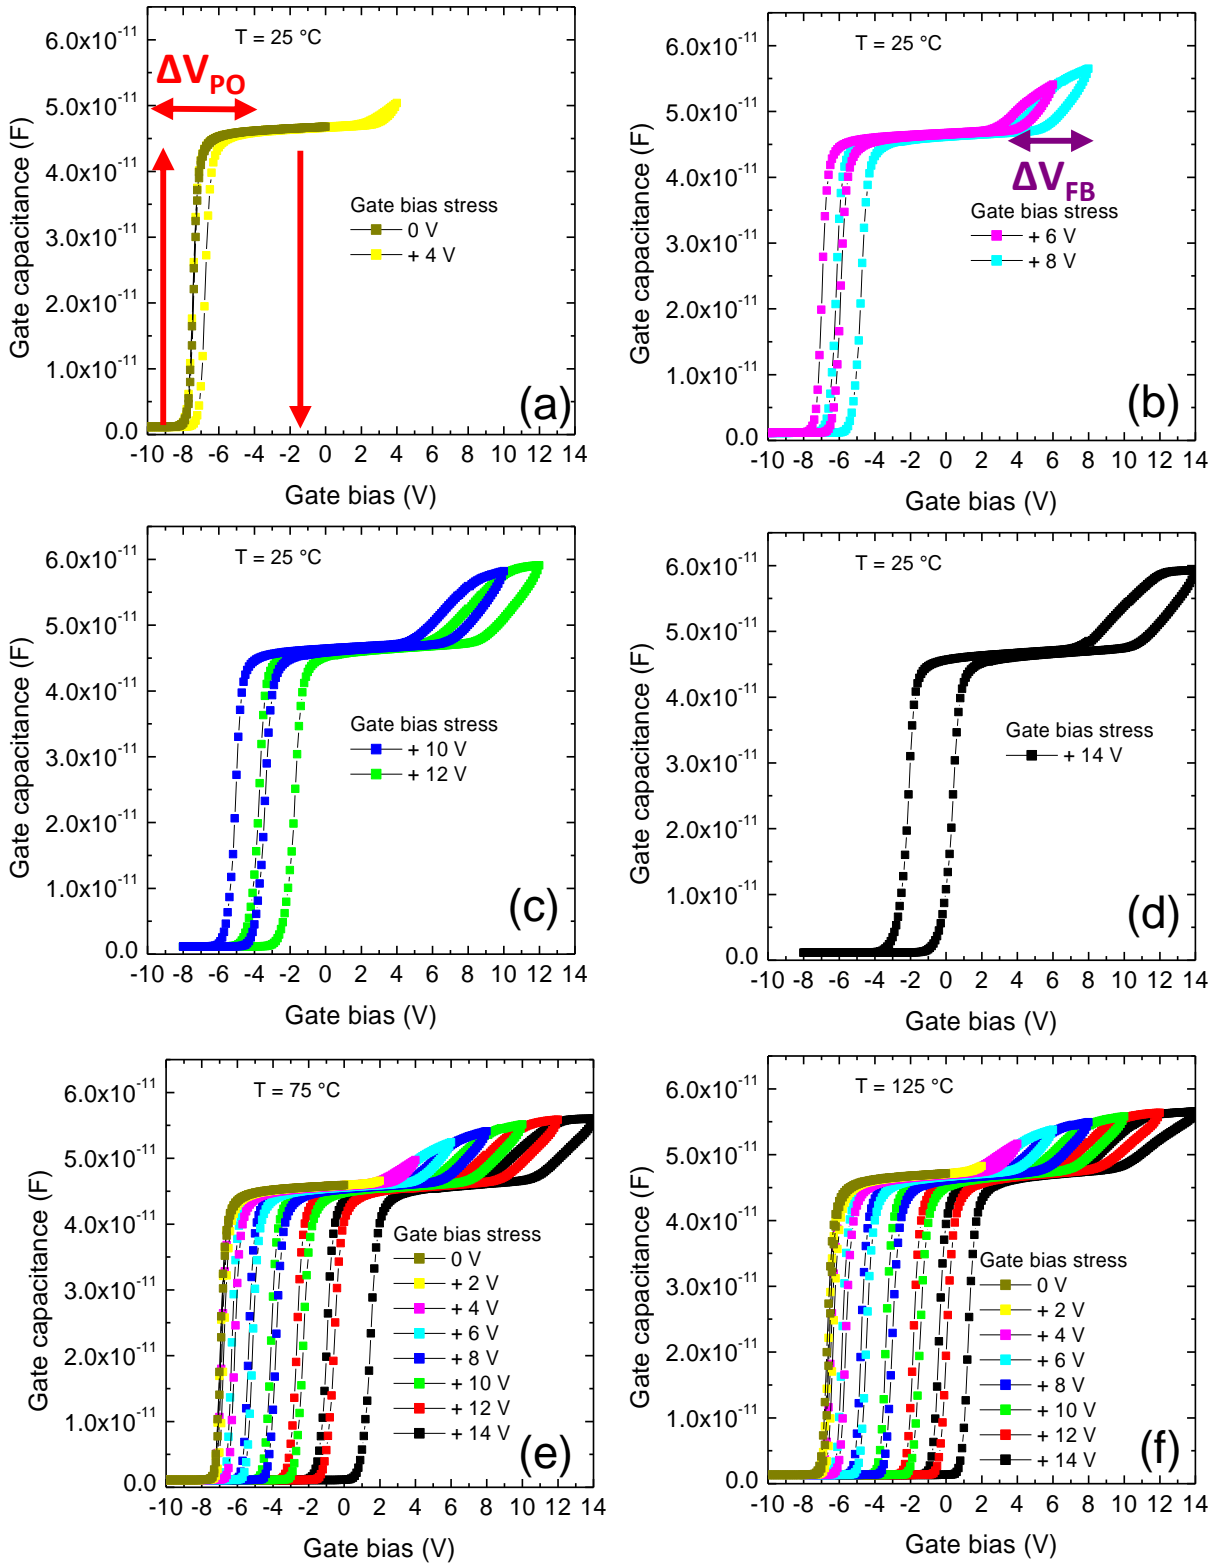 6.0x10⁻¹¹
5.0x10⁻¹¹
4.0x10⁻¹¹
3.0x10⁻¹¹
2.0x10⁻¹¹
1.0x10⁻¹¹
0.0
Gate capacitance (F)
T = 25 °C
ΔV_PO
Gate bias stress
0 V
+ 4 V
(a)
-10 -8 -6 -4 -2 0 2 4 6 8 10 12 14
Gate bias (V)
6.0x10⁻¹¹
5.0x10⁻¹¹
4.0x10⁻¹¹
3.0x10⁻¹¹
2.0x10⁻¹¹
1.0x10⁻¹¹
0.0
Gate capacitance (F)
T = 25 °C
ΔV_FB
Gate bias stress
+ 6 V
+ 8 V
(b)
-10 -8 -6 -4 -2 0 2 4 6 8 10 12 14
Gate bias (V)
6.0x10⁻¹¹
5.0x10⁻¹¹
4.0x10⁻¹¹
3.0x10⁻¹¹
2.0x10⁻¹¹
1.0x10⁻¹¹
0.0
Gate capacitance (F)
T = 25 °C
Gate bias stress
+ 10 V
+ 12 V
(c)
-10 -8 -6 -4 -2 0 2 4 6 8 10 12 14
Gate bias (V)
6.0x10⁻¹¹
5.0x10⁻¹¹
4.0x10⁻¹¹
3.0x10⁻¹¹
2.0x10⁻¹¹
1.0x10⁻¹¹
0.0
Gate capacitance (F)
T = 25 °C
Gate bias stress
+ 14 V
(d)
-10 -8 -6 -4 -2 0 2 4 6 8 10 12 14
Gate bias (V)
6.0x10⁻¹¹
5.0x10⁻¹¹
4.0x10⁻¹¹
3.0x10⁻¹¹
2.0x10⁻¹¹
1.0x10⁻¹¹
0.0
Gate capacitance (F)
T = 75 °C
Gate bias stress
0 V
+ 2 V
+ 4 V
+ 6 V
+ 8 V
+ 10 V
+ 12 V
+ 14 V
(e)
-10 -8 -6 -4 -2 0 2 4 6 8 10 12 14
Gate bias (V)
6.0x10⁻¹¹
5.0x10⁻¹¹
4.0x10⁻¹¹
3.0x10⁻¹¹
2.0x10⁻¹¹
1.0x10⁻¹¹
0.0
Gate capacitance (F)
T = 125 °C
Gate bias stress
0 V
+ 2 V
+ 4 V
+ 6 V
+ 8 V
+ 10 V
+ 12 V
+ 14 V
(f)
-10 -8 -6 -4 -2 0 2 4 6 8 10 12 14
Gate bias (V)